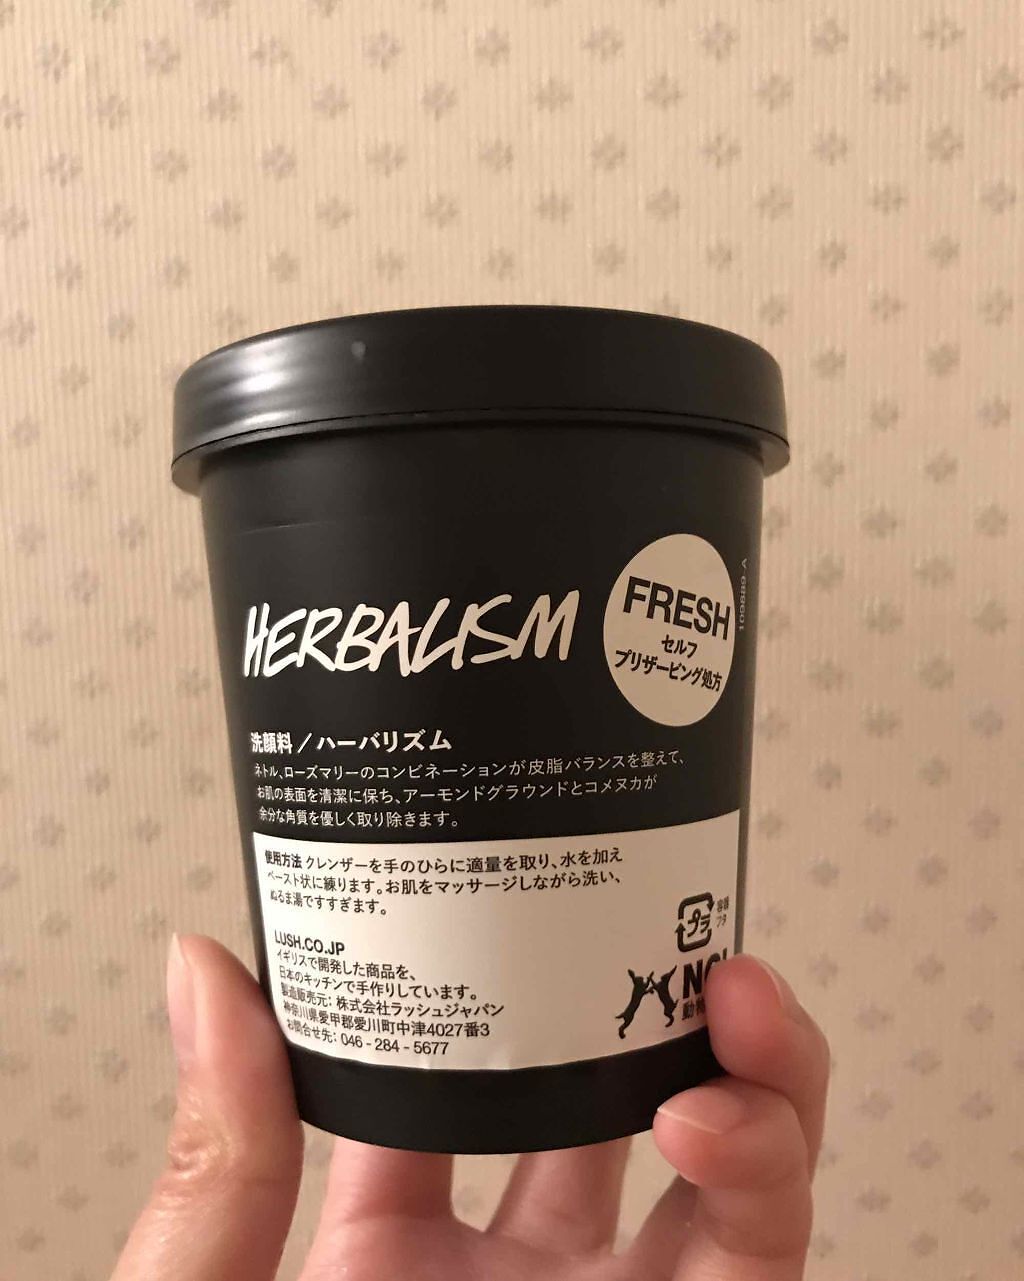 HERBALISM
FRESH
セルフ
プリザービング処方
109889-A
洗顔料／ハーバリズム
ネトル、ローズマリーのコンビネーションが皮脂バランスを整えて、
お肌の表面を清潔に保ち、アーモンドグラウンドとコメヌカが
余分な角質を優しく取り除きます。
使用方法 クレンザーを手のひらに適量を取り、水を加え
ペースト状に練ります。お肌をマッサージしながら洗い、
ぬるま湯ですすぎます。
LUSH.CO.JP
イギリスで開発した商品を、
日本のキッチンで手作りしています。
製造販売元：株式会社ラッシュジャパン
神奈川県愛甲郡愛川町中津4027番3
お問合せ先：046-284-5677
プラ
容器
フタ
動物